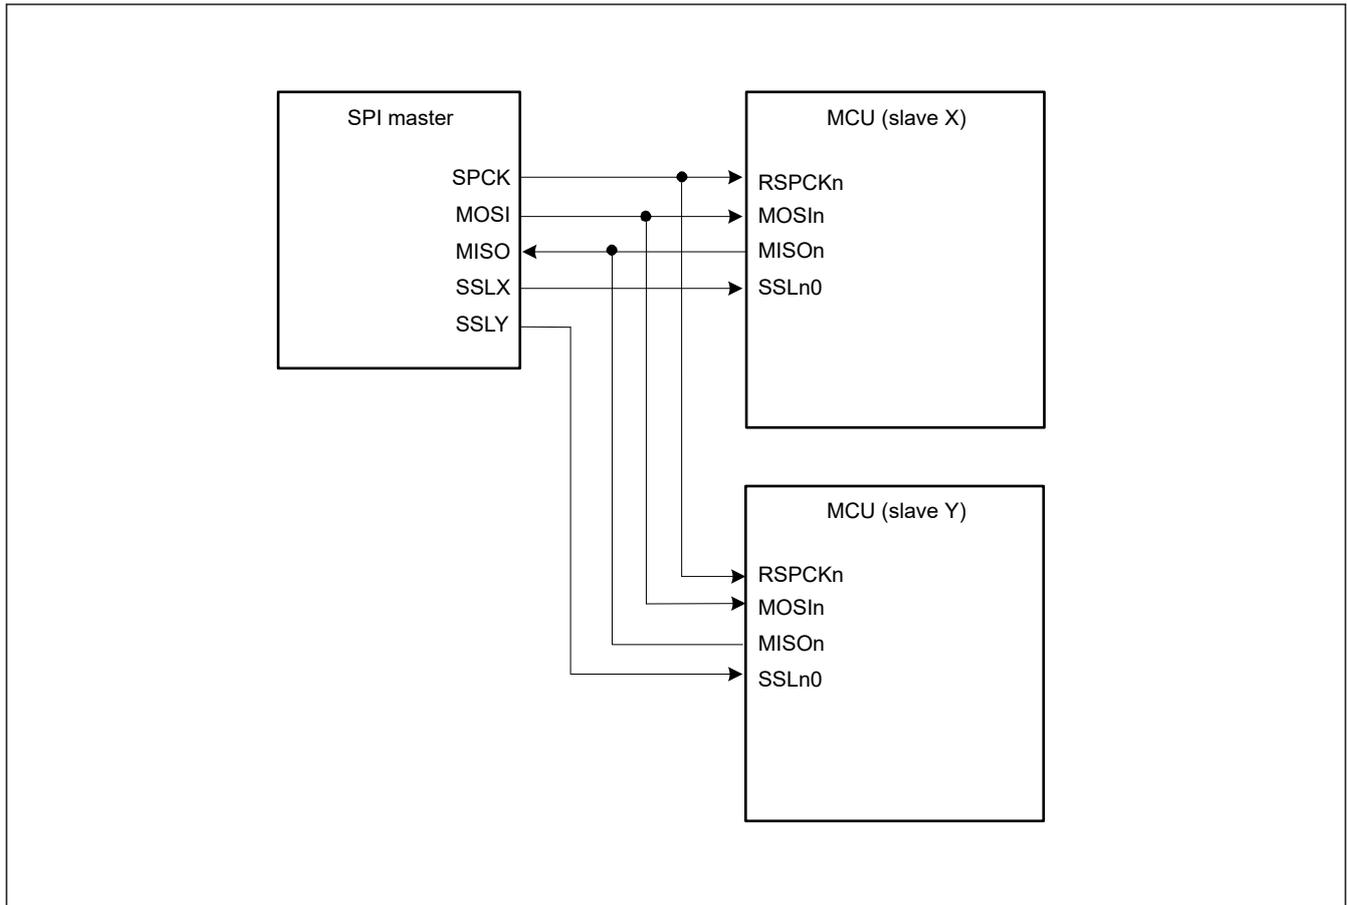 SPI master
SPCK
MOSI
MISO
SSLX
SSLY
MCU (slave X)
RSPCKn
MOSIn
MISOn
SSLn0
MCU (slave Y)
RSPCKn
MOSIn
MISOn
SSLn0